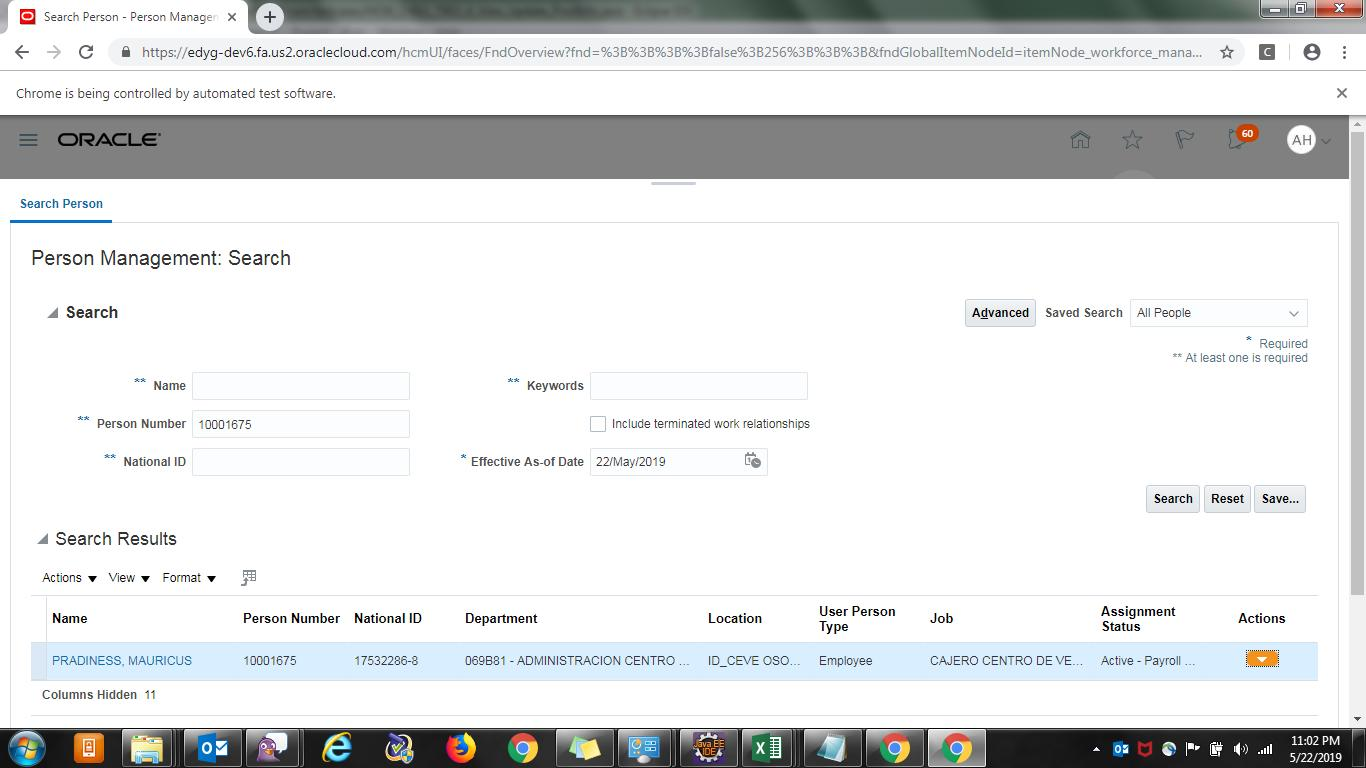 Search Person - Person Managen
https://edyg-dev6.fa.us2.oraclecloud.com/hcmUI/faces/FndOverview?fnd=%3B%3B%3B%3Bfalse%3B256%3B%3B%3B&fndGlobalItemNodeId=itemNode_workforce_mana...
C
Chrome is being controlled by automated test software.
ORACLE
60
AH
Search Person
Person Management: Search
Search
Advanced Saved Search All People
* Required
** At least one is required
** Name
** Keywords
** Person Number 10001675
Include terminated work relationships
** National ID
* Effective As-of Date 22/May/2019
Search Reset Save...
Search Results
Actions View Format
Name Person Number National ID Department Location User Person Type Job Assignment Status Actions
PRADINESS, MAURICUS 10001675 17532286-8 069B81 - ADMINISTRACION CENTRO ... ID_CEVE OSO... Employee CAJERO CENTRO DE VE... Active - Payroll ...
Columns Hidden 11
Java EE
IDE
11:02 PM
5/22/2019